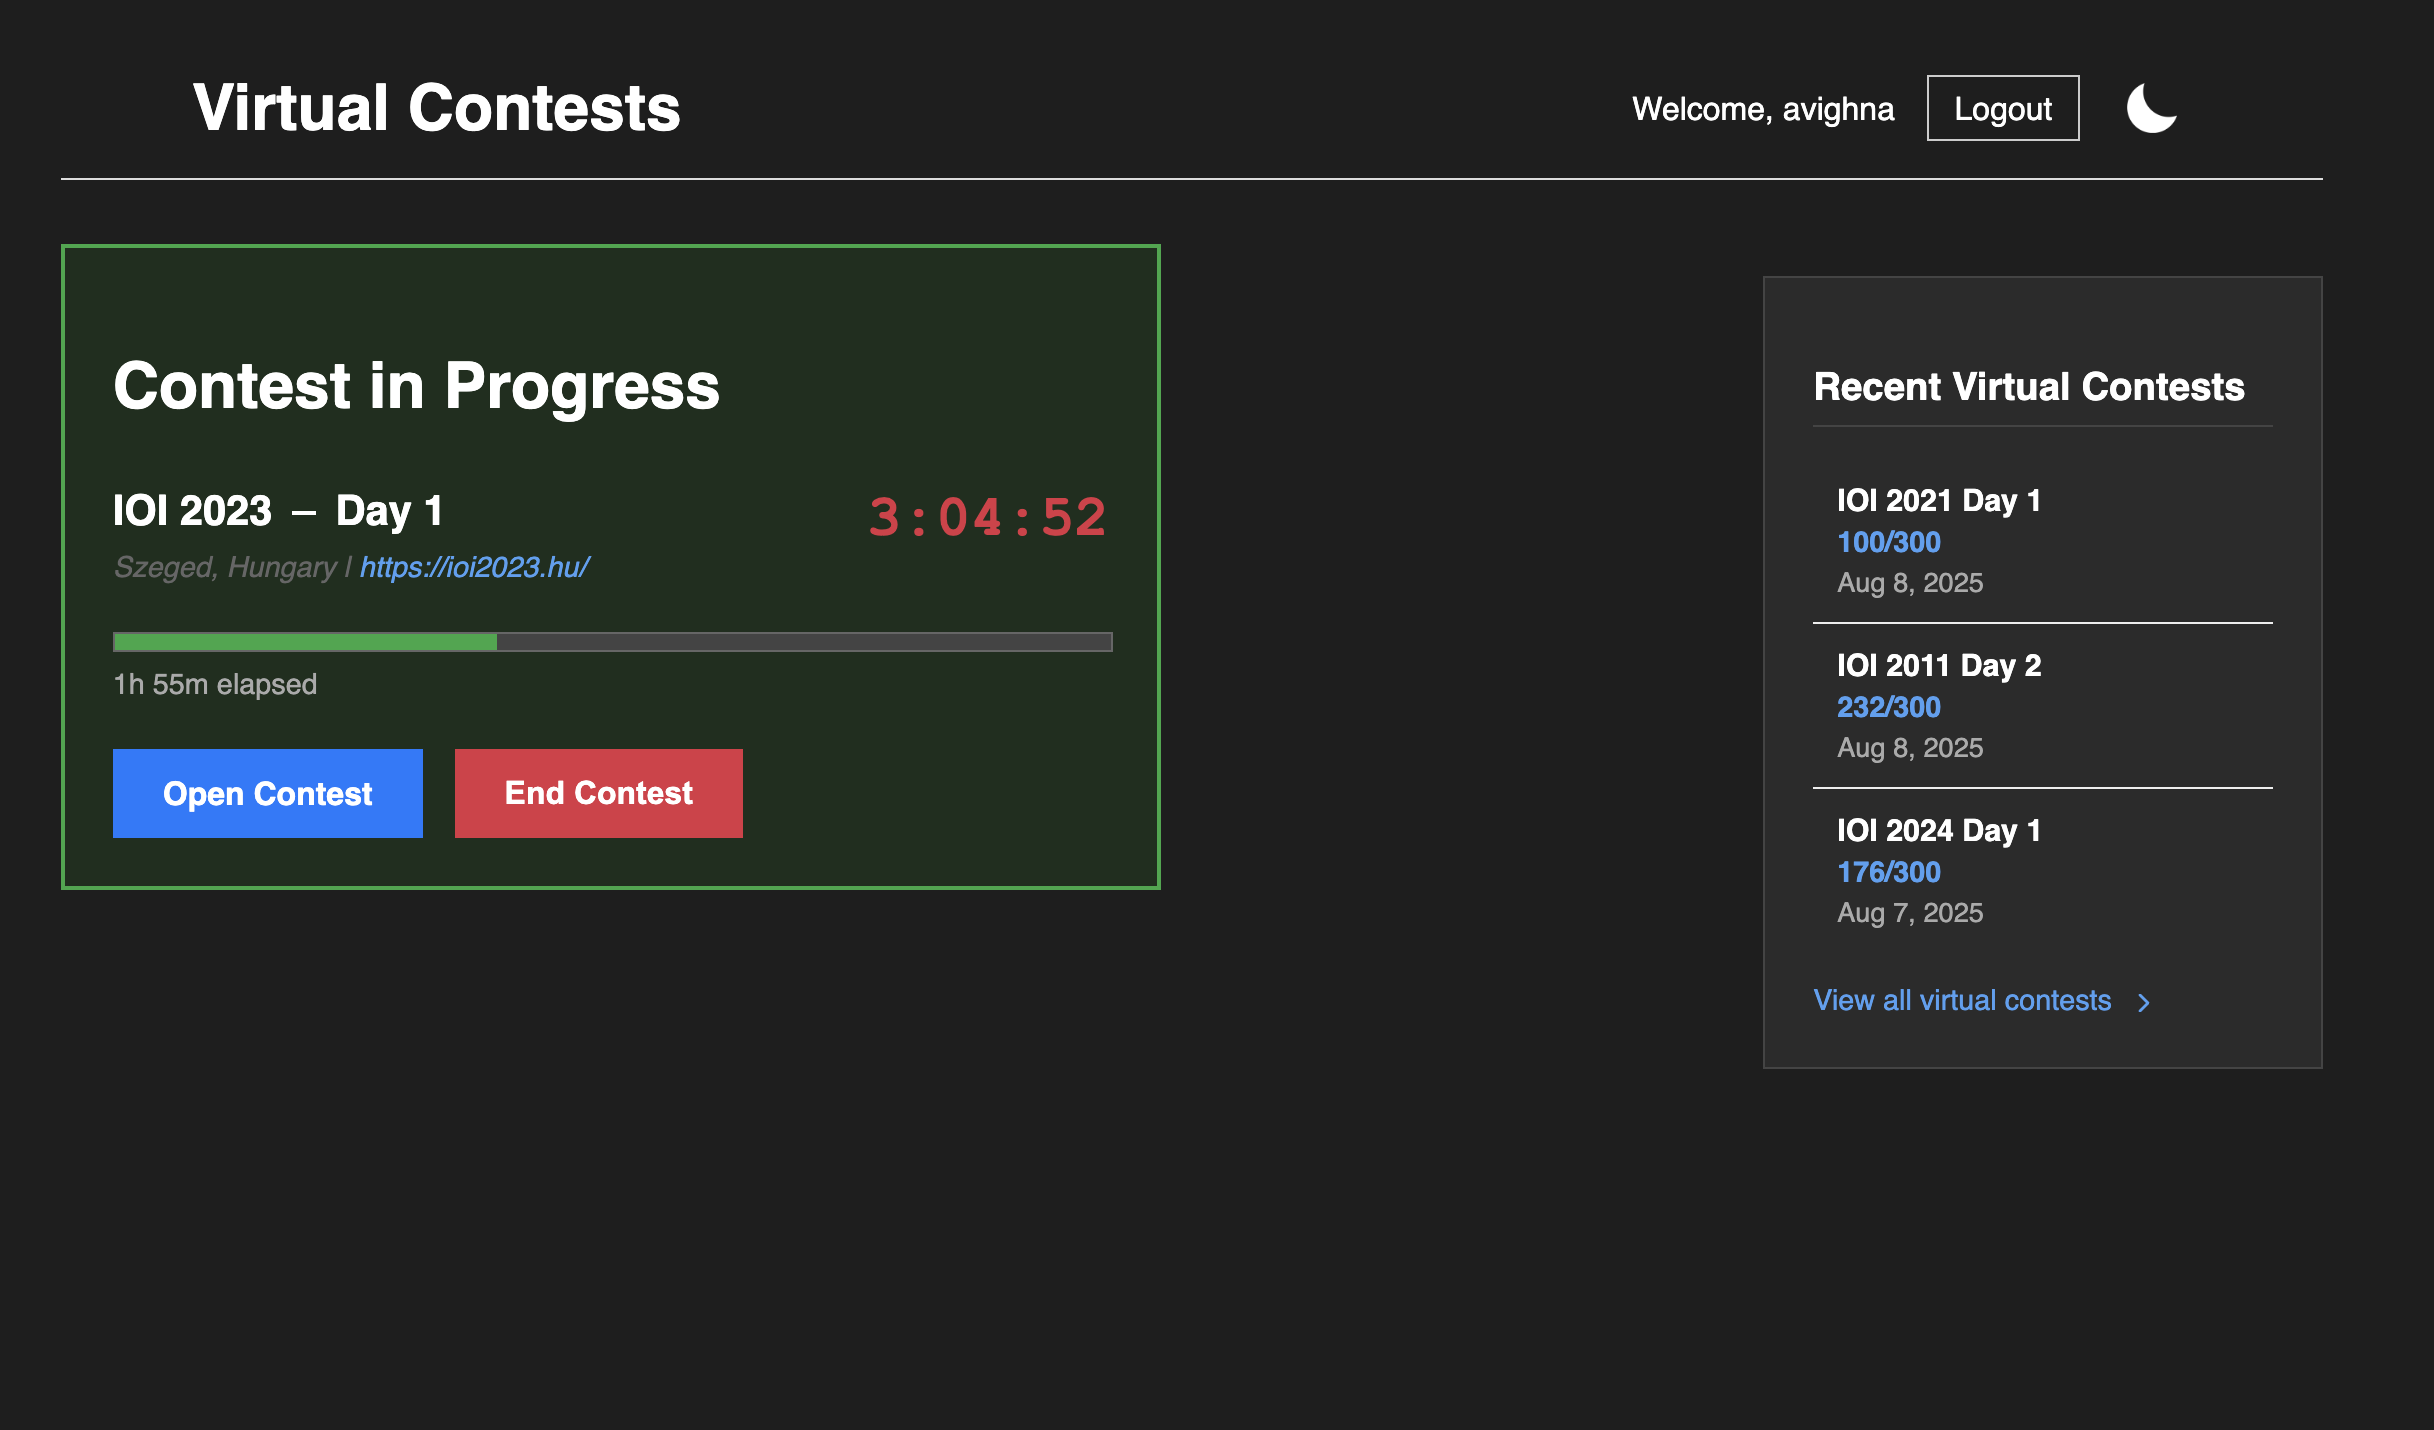 Virtual Contests
Welcome, avighna
Logout
Contest in Progress
IOI 2023 – Day 1
3:04:52
Szeged, Hungary | https://ioi2023.hu/
1h 55m elapsed
Open Contest
End Contest
Recent Virtual Contests
IOI 2021 Day 1
100/300
Aug 8, 2025
IOI 2011 Day 2
232/300
Aug 8, 2025
IOI 2024 Day 1
176/300
Aug 7, 2025
View all virtual contests